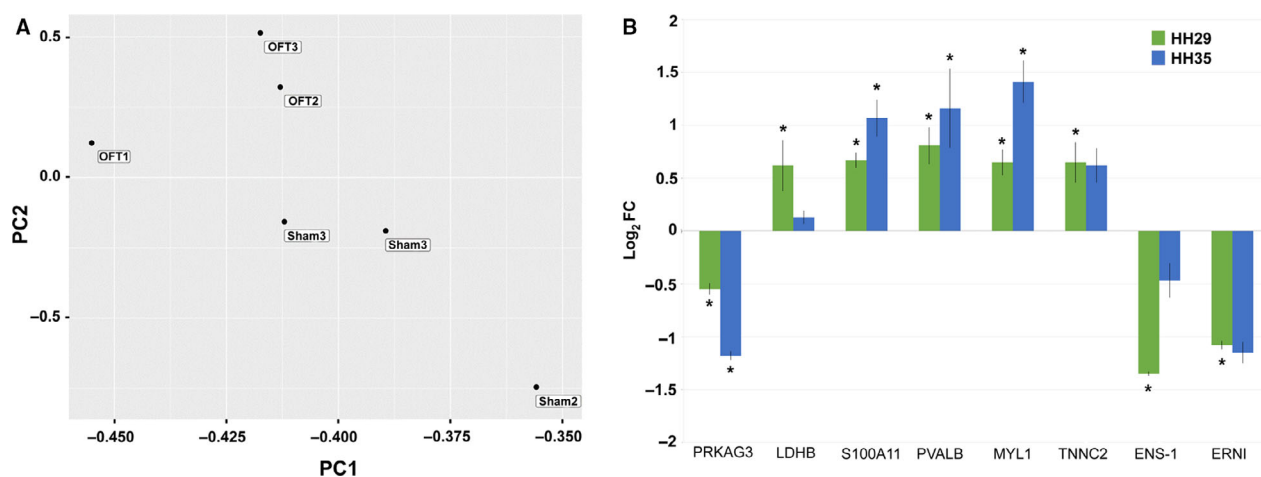 A
PC2
0.5
0.0
−0.5
OFT3
OFT2
OFT1
Sham3
Sham3
Sham2
−0.450
−0.425
−0.400
−0.375
−0.350
PC1
B
Log2 FC
2
1.5
1
0.5
0
−0.5
−1
−1.5
−2
HH29
HH35
* * * * * * * *
* * * *
PRKAG3 LDHB S100A11 PVALB MYL1 TNNC2 ENS-1 ERNI